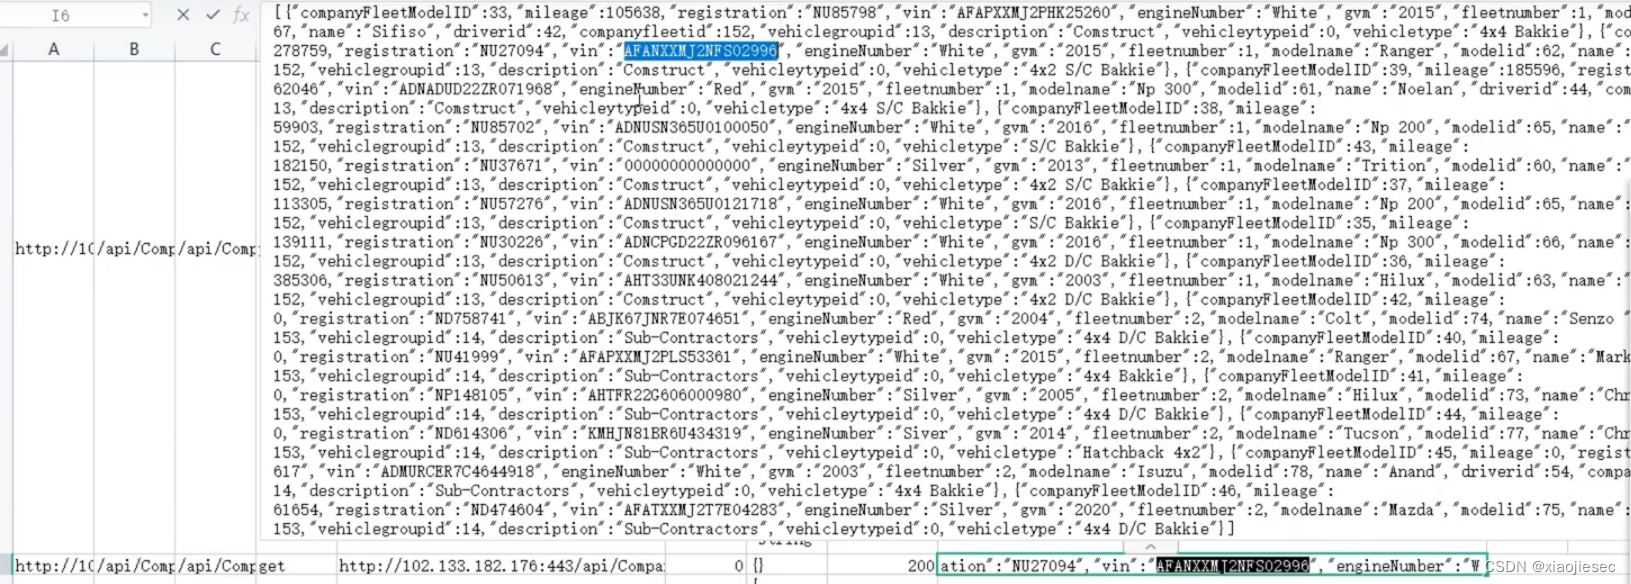 I6
fx
[{"companyFleetModelID":33,"mileage":105638,"registration":"NU85798","vin":"AFAPXXMJ2PHK25260","engineNumber":"White","gvm":"2015","fleetnumber":1,"mod
A B C
67,"name":"Sifiso","driverid":42,"companyfleetid":152,"vehiclegroupid":13,"description":"Construct","vehicleytypeid":0,"vehicletype":"4x4 Bakkie"},{"co
278759,"registration":"NU27094","vin":"AFANXXMJ2NFS02996","engineNumber":"White","gvm":"2015","fleetnumber":1,"modelname":"Ranger","modelid":62,"name":
152,"vehiclegroupid":13,"description":"Construct","vehicleytypeid":0,"vehicletype":"4x2 S/C Bakkie"},{"companyFleetModelID":39,"mileage":185596,"regist
62046,"vin":"ADNADUD22ZR071968","engineNumber":"Red","gvm":"2015","fleetnumber":1,"modelname":"Np 300","modelid":61,"name":"Noelan","driverid":44,"com
13,"description":"Construct","vehicleytypeid":0,"vehicletype":"4x4 S/C Bakkie"},{"companyFleetModelID":38,"mileage":
59903,"registration":"NU85702","vin":"ADNUSN365U0100050","engineNumber":"White","gvm":"2016","fleetnumber":1,"modelname":"Np 200","modelid":65,"name":
152,"vehiclegroupid":13,"description":"Construct","vehicleytypeid":0,"vehicletype":"S/C Bakkie"},{"companyFleetModelID":43,"mileage":
182150,"registration":"NU37671","vin":"00000000000000","engineNumber":"Silver","gvm":"2013","fleetnumber":1,"modelname":"Trition","modelid":60,"name":"
152,"vehiclegroupid":13,"description":"Construct","vehicleytypeid":0,"vehicletype":"4x2 S/C Bakkie"},{"companyFleetModelID":37,"mileage":
113305,"registration":"NU57276","vin":"ADNUSN365U0121718","engineNumber":"White","gvm":"2016","fleetnumber":1,"modelname":"Np 200","modelid":65,"name":
152,"vehiclegroupid":13,"description":"Construct","vehicleytypeid":0,"vehicletype":"S/C Bakkie"},{"companyFleetModelID":35,"mileage":
139111,"registration":"NU30226","vin":"ADNCPGD22ZR096167","engineNumber":"White","gvm":"2016","fleetnumber":1,"modelname":"Np 300","modelid":66,"name":
http://10 /api/Comp /api/Comp
152,"vehiclegroupid":13,"description":"Construct","vehicleytypeid":0,"vehicletype":"4x2 D/C Bakkie"},{"companyFleetModelID":36,"mileage":
385306,"registration":"NU50613","vin":"AHT33UNK408021244","engineNumber":"White","gvm":"2003","fleetnumber":1,"modelname":"Hilux","modelid":63,"name":"
152,"vehiclegroupid":13,"description":"Construct","vehicleytypeid":0,"vehicletype":"4x2 D/C Bakkie"},{"companyFleetModelID":42,"mileage":
0,"registration":"ND758741","vin":"ABJK67JNR7E074651","engineNumber":"Red","gvm":"2004","fleetnumber":2,"modelname":"Colt","modelid":74,"name":"Senzo "
153,"vehiclegroupid":14,"description":"Sub-Contractors","vehicleytypeid":0,"vehicletype":"4x4 D/C Bakkie"},{"companyFleetModelID":40,"mileage":
0,"registration":"NU41999","vin":"AFAPXXMJ2PLS53361","engineNumber":"White","gvm":"2015","fleetnumber":2,"modelname":"Ranger","modelid":67,"name":"Mark
153,"vehiclegroupid":14,"description":"Sub-Contractors","vehicleytypeid":0,"vehicletype":"4x4 Bakkie"},{"companyFleetModelID":41,"mileage":
0,"registration":"NP148105","vin":"AHTFR22G606000980","engineNumber":"Silver","gvm":"2005","fleetnumber":2,"modelname":"Hilux","modelid":73,"name":"Chr
153,"vehiclegroupid":14,"description":"Sub-Contractors","vehicleytypeid":0,"vehicletype":"4x4 D/C Bakkie"},{"companyFleetModelID":44,"mileage":
0,"registration":"ND614306","vin":"KMHJN81BR6U434319","engineNumber":"Siver","gvm":"2014","fleetnumber":2,"modelname":"Tucson","modelid":77,"name":"Chr
153,"vehiclegroupid":14,"description":"Sub-Contractors","vehicleytypeid":0,"vehicletype":"Hatchback 4x2"},{"companyFleetModelID":45,"mileage":0,"regist
617,"vin":"ADMURCER7C4644918","engineNumber":"White","gvm":"2003","fleetnumber":2,"modelname":"Isuzu","modelid":78,"name":"Anand","driverid":54,"compa
14,"description":"Sub-Contractors","vehicleytypeid":0,"vehicletype":"4x4 Bakkie"},{"companyFleetModelID":46,"mileage":
61654,"registration":"ND474604","vin":"AFATXXMJ2T7E04283","engineNumber":"Silver","gvm":"2020","fleetnumber":2,"modelname":"Mazda","modelid":75,"name":
153,"vehiclegroupid":14,"description":"Sub-Contractors","vehicleytypeid":0,"vehicletype":"4x4 D/C Bakkie"}]
String
http://10 /api/Comp /api/Comp get http://102.133.182.176:443/api/Compa 0 {} 200 ation":"NU27094","vin":"AFANXXMJ2NFS02996","engineNumber":"W
CSDN @xiaojiesec